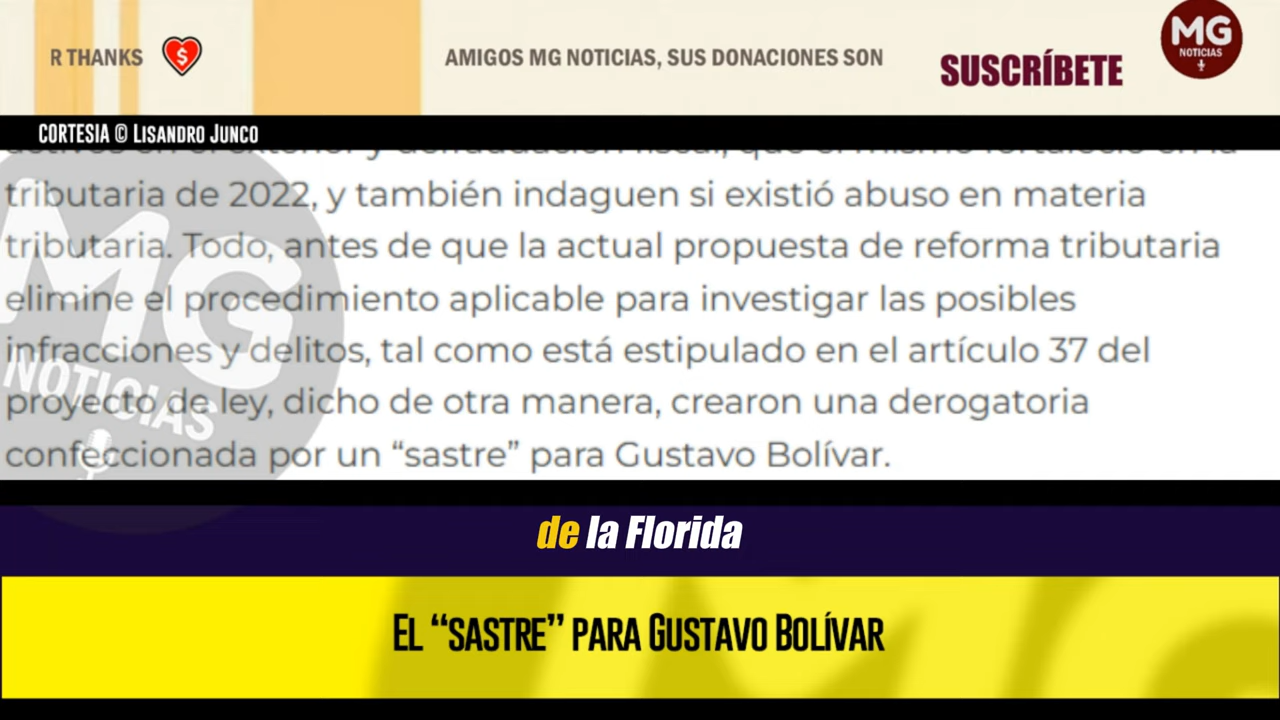 R THANKS
AMIGOS MG NOTICIAS, SUS DONACIONES SON
SUSCRÍBETE
MG
NOTICIAS
CORTESIA © LISANDRO JUNCO
tributaria de 2022, y también indaguen si existió abuso en materia
tributaria. Todo, antes de que la actual propuesta de reforma tributaria
elimine el procedimiento aplicable para investigar las posibles
infracciones y delitos, tal como está estipulado en el artículo 37 del
proyecto de ley, dicho de otra manera, crearon una derogatoria
confeccionada por un “sastre” para Gustavo Bolívar.
MG
NOTICIAS
de la Florida
EL “SASTRE” PARA GUSTAVO BOLÍVAR